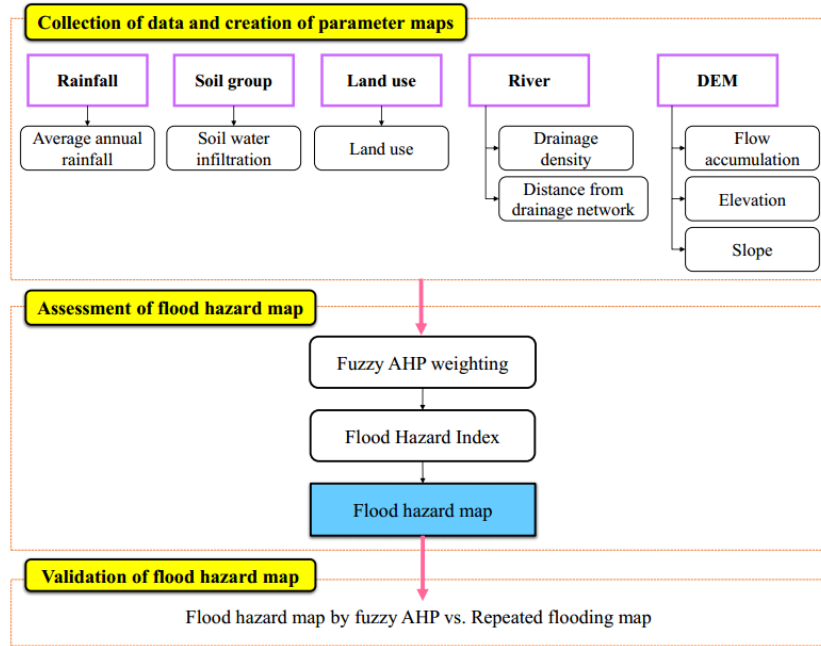 Collection of data and creation of parameter maps
Rainfall
Soil group
Land use
River
DEM
Average annual
rainfall
Soil water
infiltration
Land use
Drainage
density
Distance from
drainage network
Flow
accumulation
Elevation
Slope
Assessment of flood hazard map
Fuzzy AHP weighting
Flood Hazard Index
Flood hazard map
Validation of flood hazard map
Flood hazard map by fuzzy AHP vs. Repeated flooding map